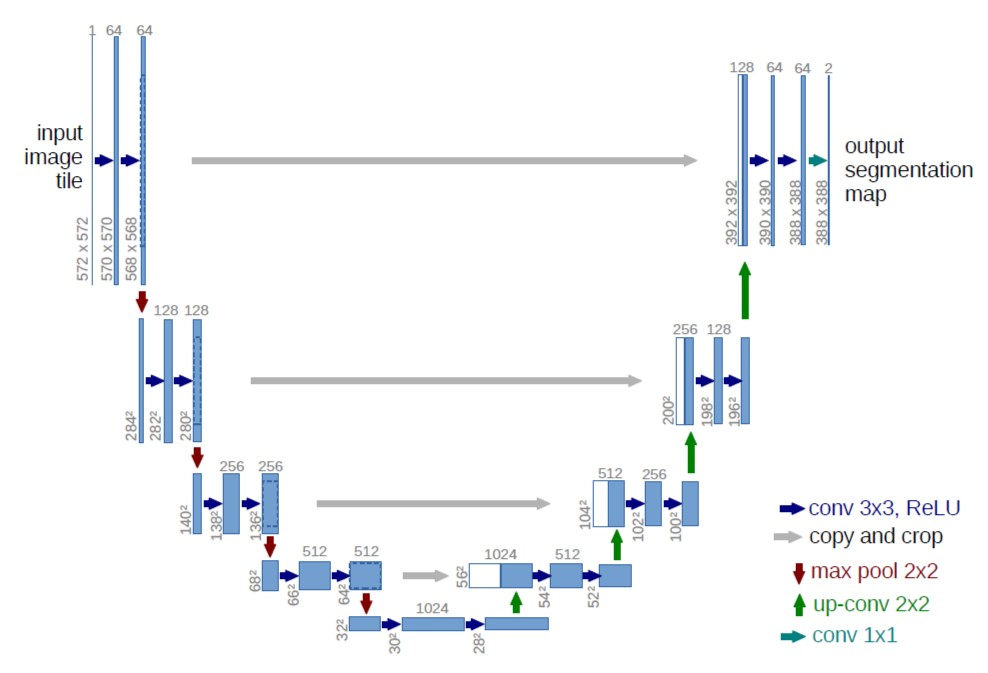 1 64 64
input
image
tile
572 x 572
570 x 570
568 x 568
128 64 64 2
output
segmentation
map
392 x 392
390 x 390
388 x 388
388 x 388
128 128
284²
282²
280²
256 128
200²
198²
196²
256 256
140²
138²
136²
512 256
104²
102²
100²
512 512
68²
66²
64²
1024 512
56²
54²
52²
1024
32²
30²
28²
conv 3x3, ReLU
copy and crop
max pool 2x2
up-conv 2x2
conv 1x1